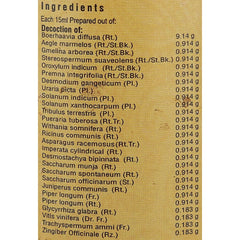 Ingredients
Each 15ml Prepared out of:
Decoction of:
Boerhaavia diffusa (Rt.) 9.14 g
Aegle marmelos (Rt./St.Bk.) 0.914 g
Gmelina arborea (Rt./St.Bk.) 0.914 g
Stereospermum suaveolens (Rt./St.Bk.) 0.914 g
Oroxylum indicum (Rt./St.Bk.) 0.914 g
Premna integrifolia (Rt./St.Bk.) 0.914 g
Desmodium gangeticum (Pl.) 0.914 g
Uraria picta (Pl.) 0.914 g
Solanum indicum (Pl.) 0.914 g
Solanum xanthocarpum (Pl.) 0.914 g
Tribulus terrestris (Pl.) 0.914 g
Pueraria tuberosa (Rt.Tr.) 0.914 g
Withania somnifera (Rt.) 0.914 g
Ricinus communis (Rt.) 0.914 g
Asparagus racemosus (Rt.Tr.) 0.914 g
Imperata cylindrical (Rt.) 0.914 g
Desmostachya bipinnata (Rt.) 0.914 g
Saccharum munja (Rt.) 0.914 g
Saccharum spontaneum (Rt.) 0.914 g
Saccharum officinarum (St.) 0.914 g
Juniperus communis (Rt.) 0.914 g
Piper longum (Fr.) 0.914 g
Piper longum (Rt.) 0.914 g
Glycyrrhiza glabra (Rt.) 0.183 g
Vitis vinifera (Dr.Fr.) 0.183 g
Trachyspermum ammi (Fr.) 0.183 g
Zingiber Officinale (Rz.) 0.183 g